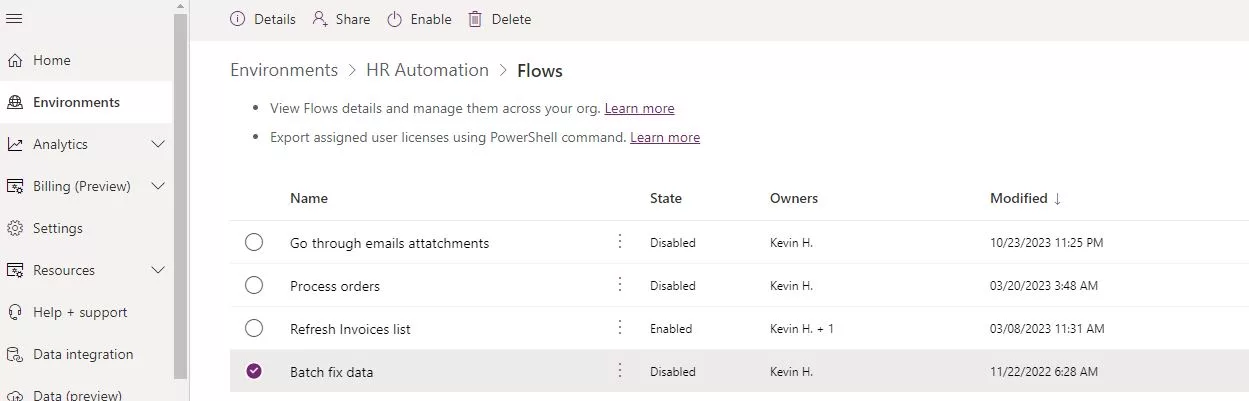 Details Share Enable Delete
Home
Environments
Analytics
Billing (Preview)
Settings
Resources
Help + support
Data integration
Data (preview)
Environments > HR Automation > Flows
• View Flows details and manage them across your org. Learn more
• Export assigned user licenses using PowerShell command. Learn more
Name State Owners Modified ↓
Go through emails attatchments Disabled Kevin H. 10/23/2023 11:25 PM
Process orders Disabled Kevin H. 03/20/2023 3:48 AM
Refresh Invoices list Enabled Kevin H. + 1 03/08/2023 11:31 AM
Batch fix data Disabled Kevin H. 11/22/2022 6:28 AM